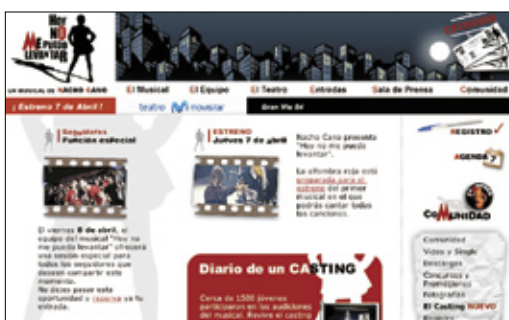 Hoy
NO
ME PUEDO
LEVANTAR
UN MUSICAL DE NACHO CANO
El Musical
El Equipo
El Teatro
Entradas
Sala de Prensa
Comunidad
¡ Estreno 7 de Abril !
teatro movistar
Gran Vía 54
Seguidores
Función especial
El viernes 8 de abril, el
equipo del musical "Hoy no
me puedo levantar" ofrecerá
una sesión especial para
todos los seguidores que
deseen compartir este
momento.
No dejes pasar esta
oportunidad y reserva ya tu
entrada.
ESTRENO
Jueves 7 de abril
Nacho Cano presenta
"Hoy no me puedo
levantar".
La alfombra roja está
preparada para el
estreno del primer
musical en el que
podrás cantar todas
las canciones.
Diario de un CASTING
Cerca de 1500 jóvenes
participaron en las audiciones
del musical. Revive el casting
REGISTRO
AGENDA 7
COMUNIDAD
Comunidad
Video y Single
Descargas
Concursos y
Promociones
Fotografías
El Casting NUEVO